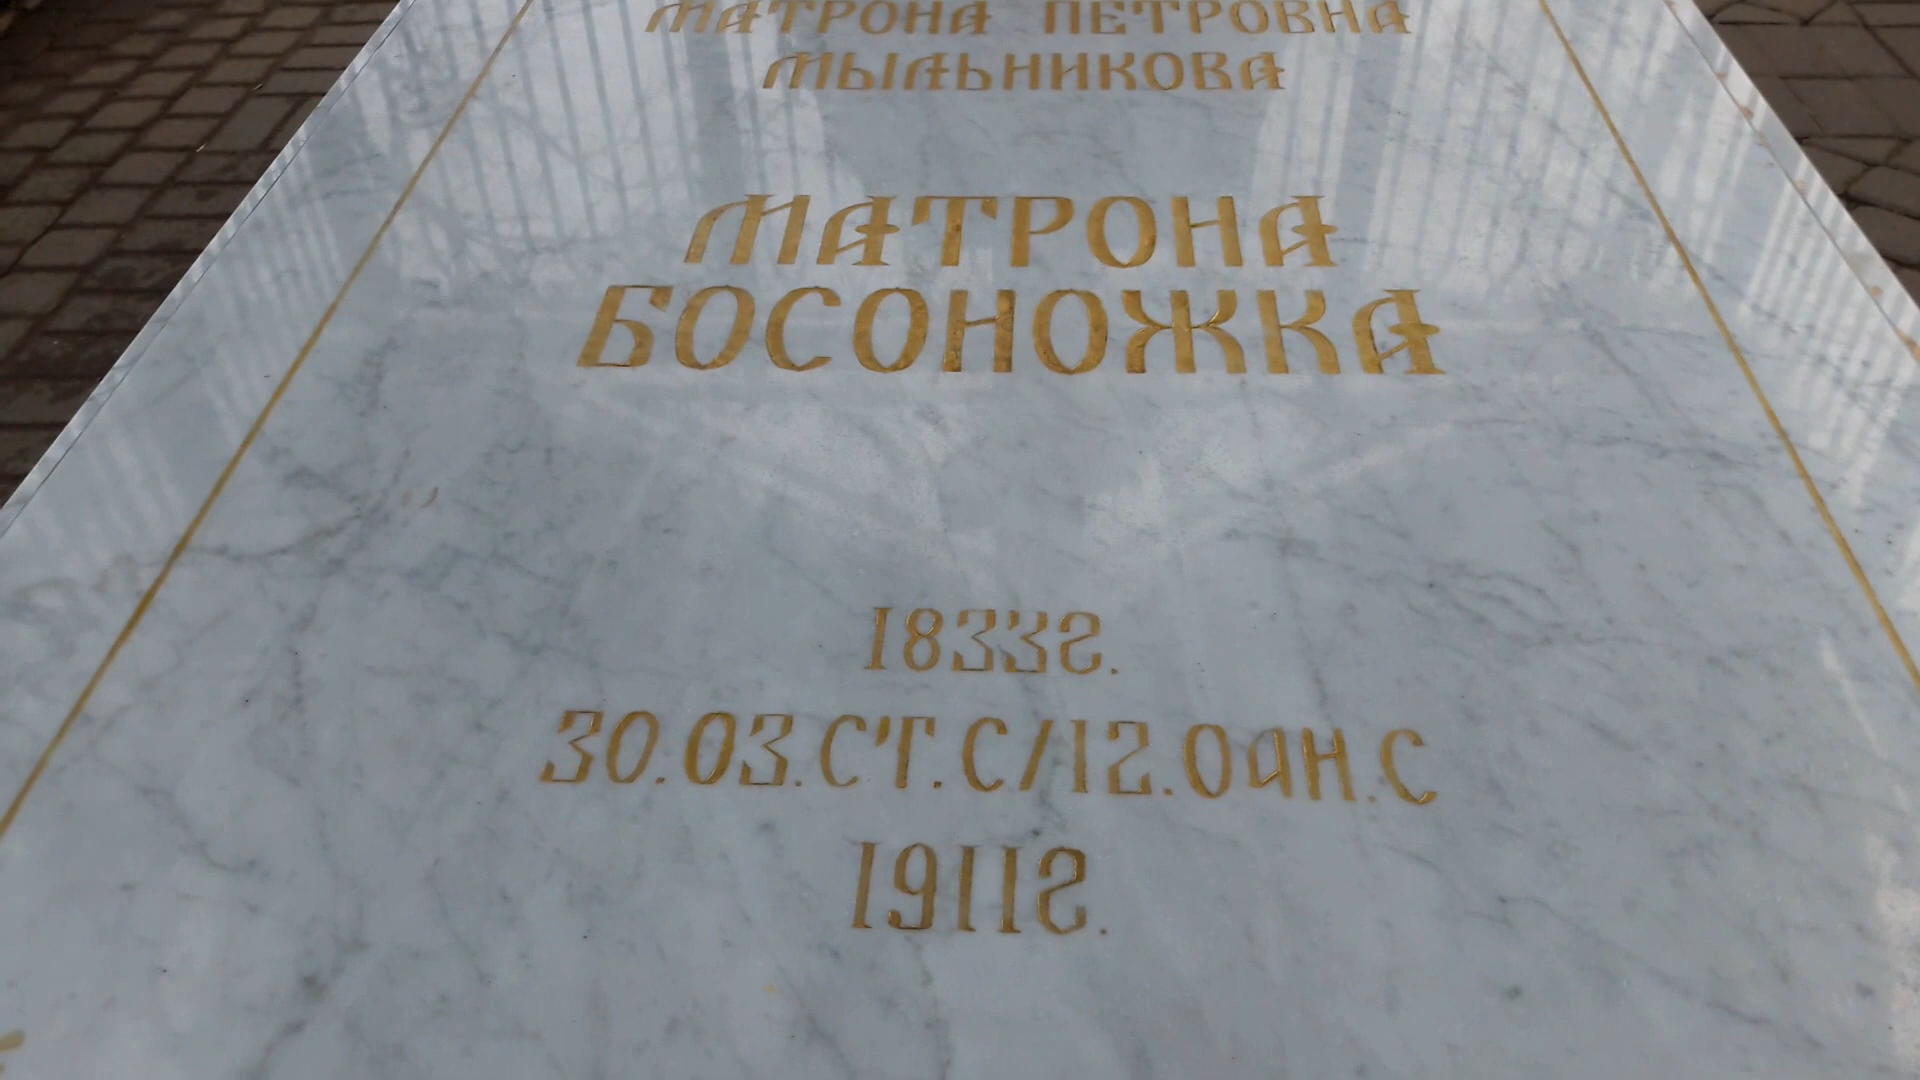 МАТРОНА ПЕТРОВНА
МЫЛЬНИКОВА
МАТРОНА
БОСОНОЖКА
1833г.
30.03.СТ.С/12.04Н.С
1911г.